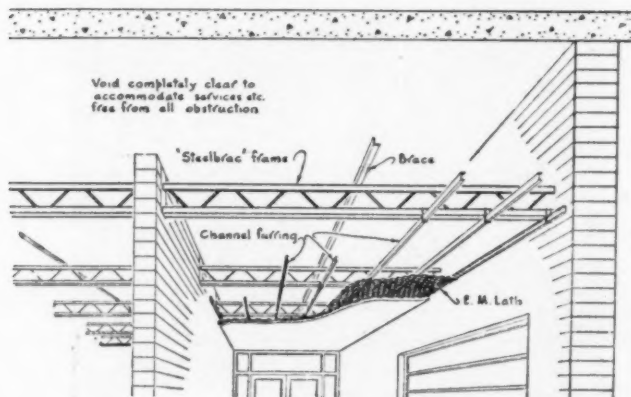 Void completely clear to
accommodate services etc.
free from all obstruction
"Steelbrac" frame
Brace
Channel furring
E. M. Lath